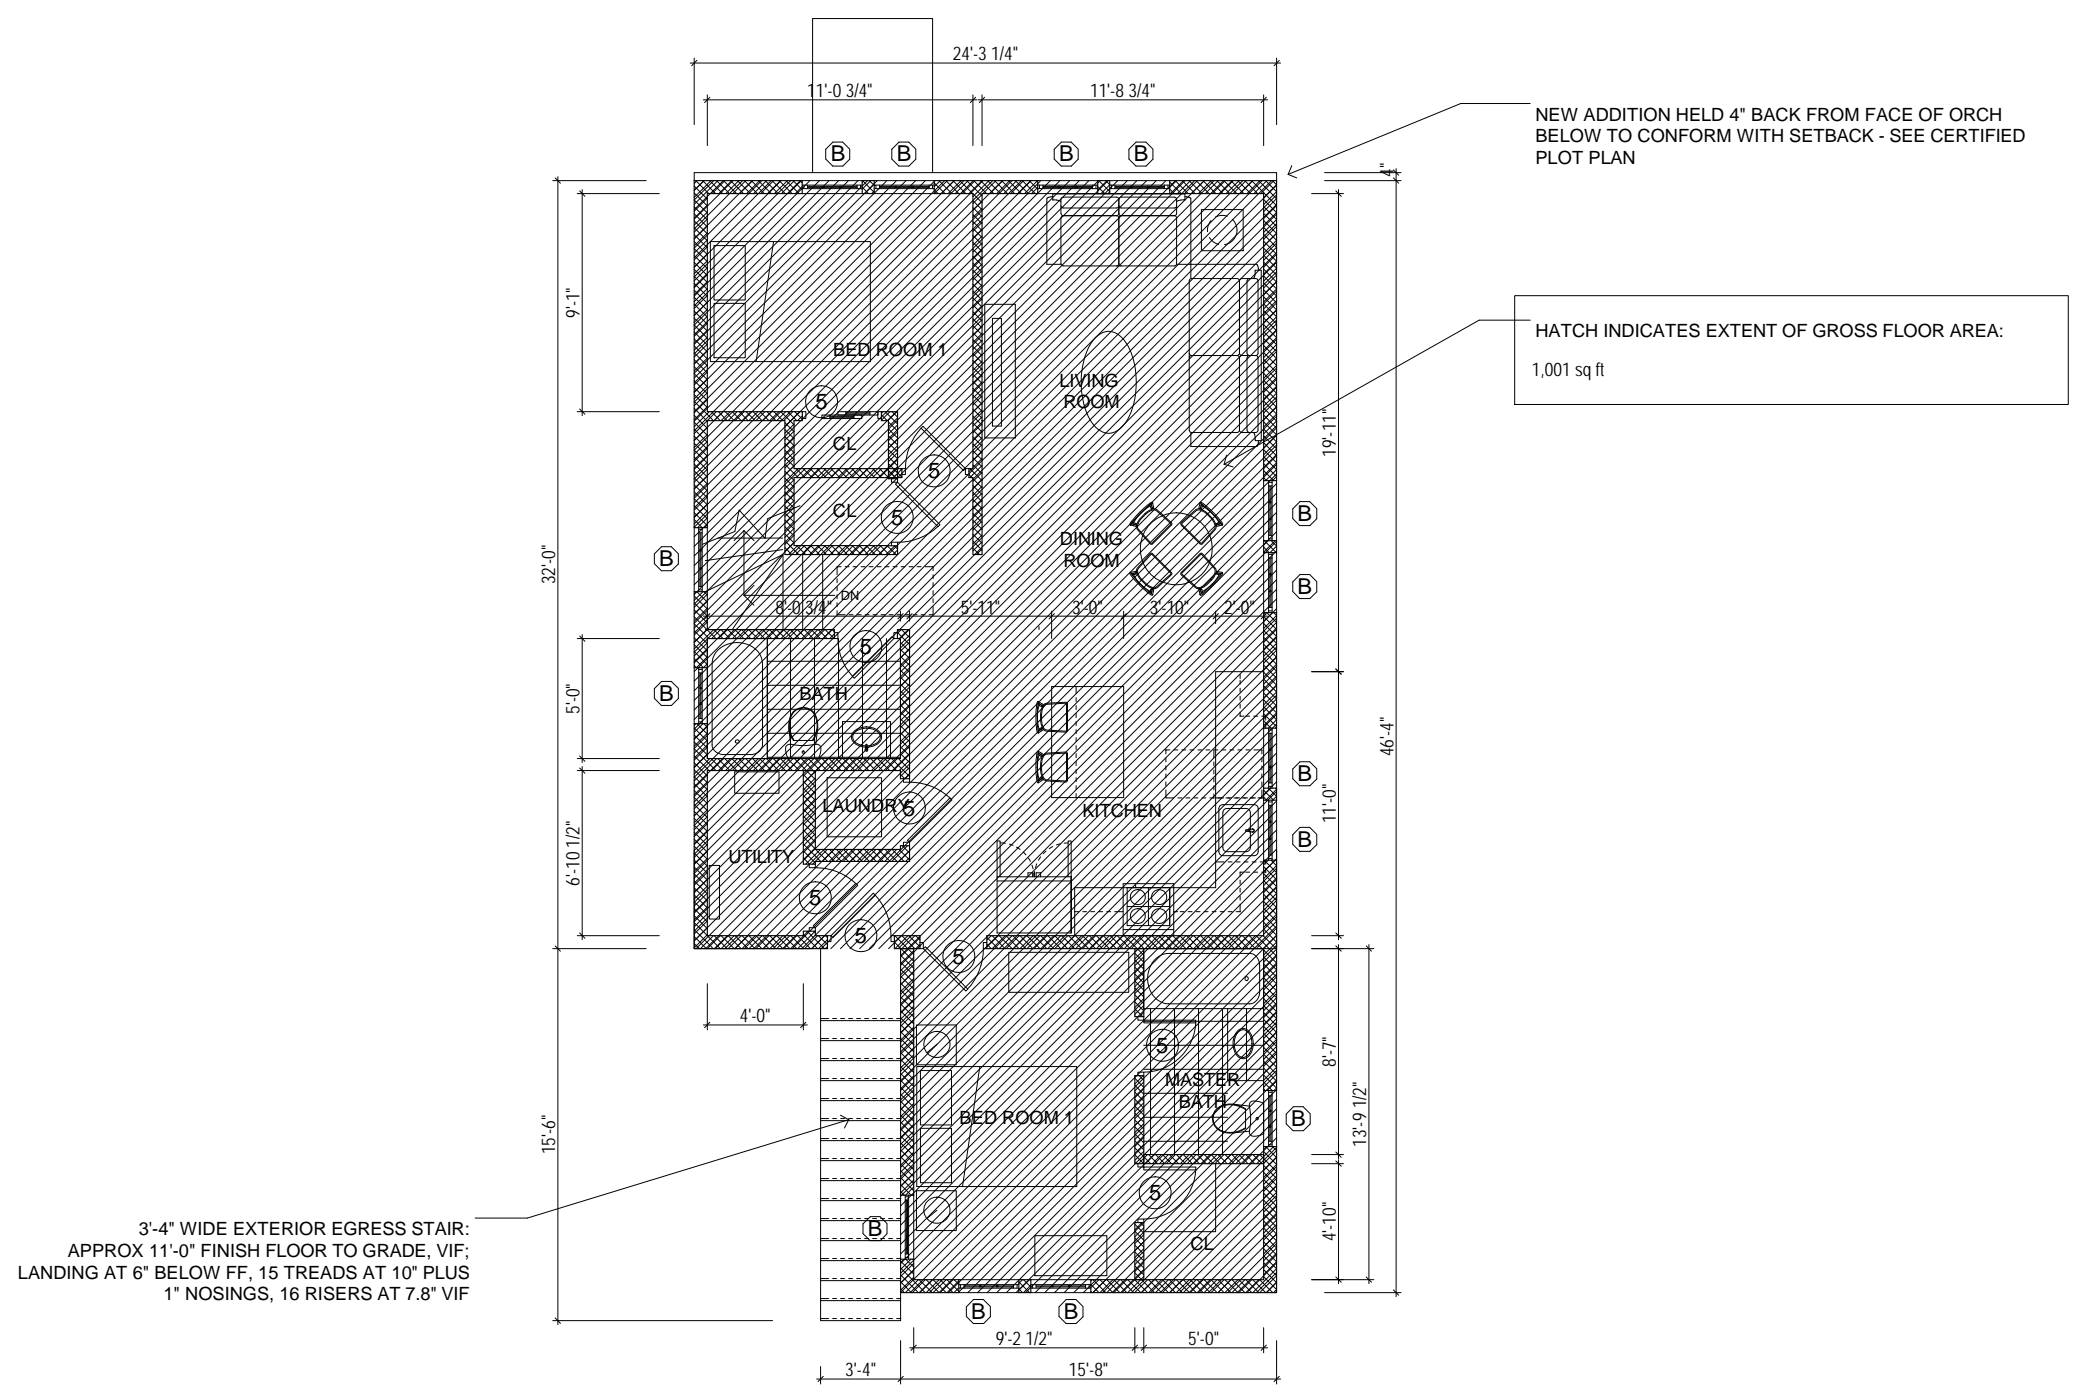 24'-3 1/4"
11'-0 3/4"
11'-8 3/4"
B
B
B
B
NEW ADDITION HELD 4" BACK FROM FACE OF ORCH
BELOW TO CONFORM WITH SETBACK - SEE CERTIFIED
PLOT PLAN
4"
9'-1"
BED ROOM 1
HATCH INDICATES EXTENT OF GROSS FLOOR AREA:
1,001 sq ft
LIVING
ROOM
5
CL
5
19'-11"
CL
5
B
DINING
ROOM
B
B
32'-0"
DN
8'-0 3/4"
5'-11"
3'-0"
3'-10"
2'-0"
5
5'-0"
B
BATH
46'-4"
B
B
11'-0"
LAUNDRY
5
KITCHEN
6'-10 1/2"
UTILITY
5
5
5
4'-0"
5
8'-7"
MASTER
BATH
BED ROOM 1
B
13'-9 1/2"
15'-6"
5
4'-10"
B
CL
3'-4" WIDE EXTERIOR EGRESS STAIR:
APPROX 11'-0" FINISH FLOOR TO GRADE, VIF;
LANDING AT 6" BELOW FF, 15 TREADS AT 10" PLUS
1" NOSINGS, 16 RISERS AT 7.8" VIF
B
B
9'-2 1/2"
5'-0"
3'-4"
15'-8"